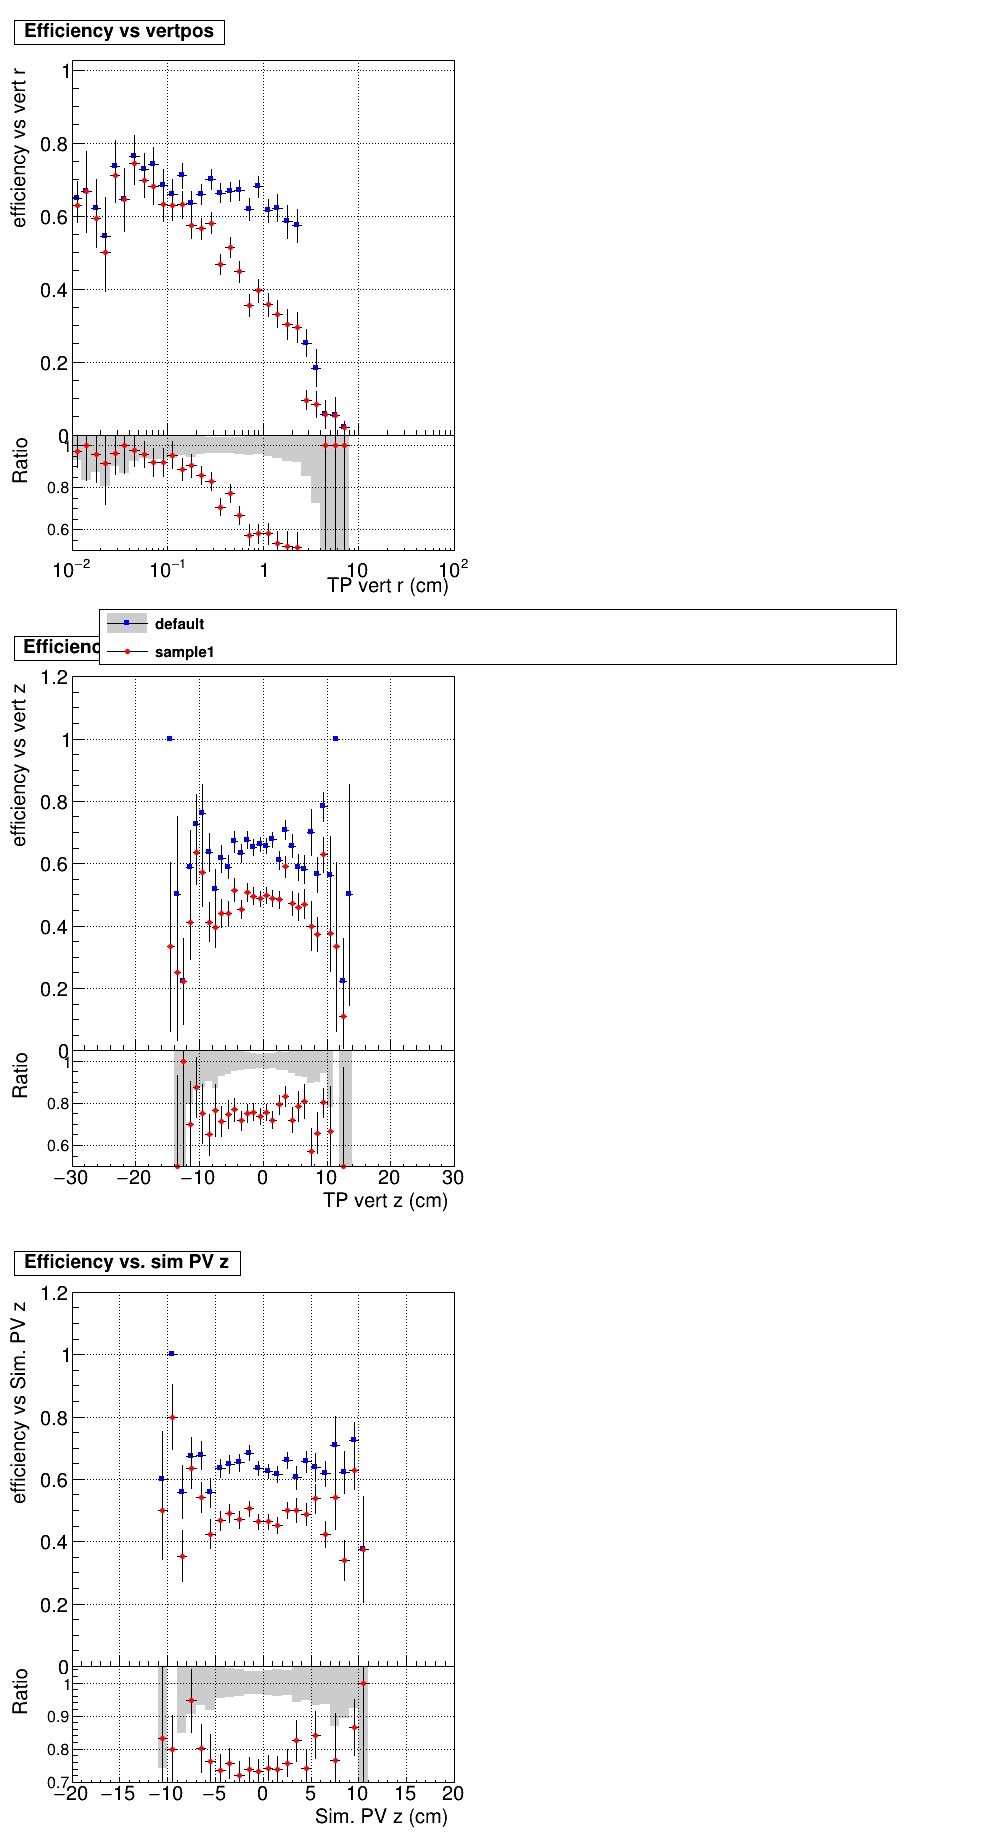 Efficiency vs vertpos
efficiency vs vert r
1
0.8
0.6
0.4
0.2
0
Ratio
1
0.8
0.6
10⁻² 10⁻¹ 1 10 10²
TP vert r (cm)
default
sample1
Efficienc
efficiency vs vert z
1.2
1
0.8
0.6
0.4
0.2
0
Ratio
1
0.8
0.6
−30 −20 −10 0 10 20 30
TP vert z (cm)
Efficiency vs. sim PV z
efficiency vs Sim. PV z
1.2
1
0.8
0.6
0.4
0.2
0
Ratio
1
0.9
0.8
0.7
−20 −15 −10 −5 0 5 10 15 20
Sim. PV z (cm)